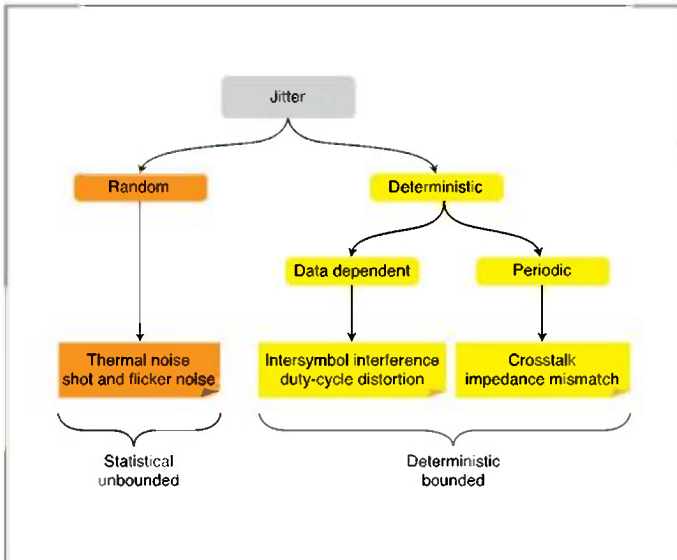 Jitter
Random
Deterministic
Data dependent
Periodic
Thermal noise
shot and flicker noise
Intersymbol interference
duty-cycle distortion
Crosstalk
impedance mismatch
Statistical
unbounded
Deterministic
bounded